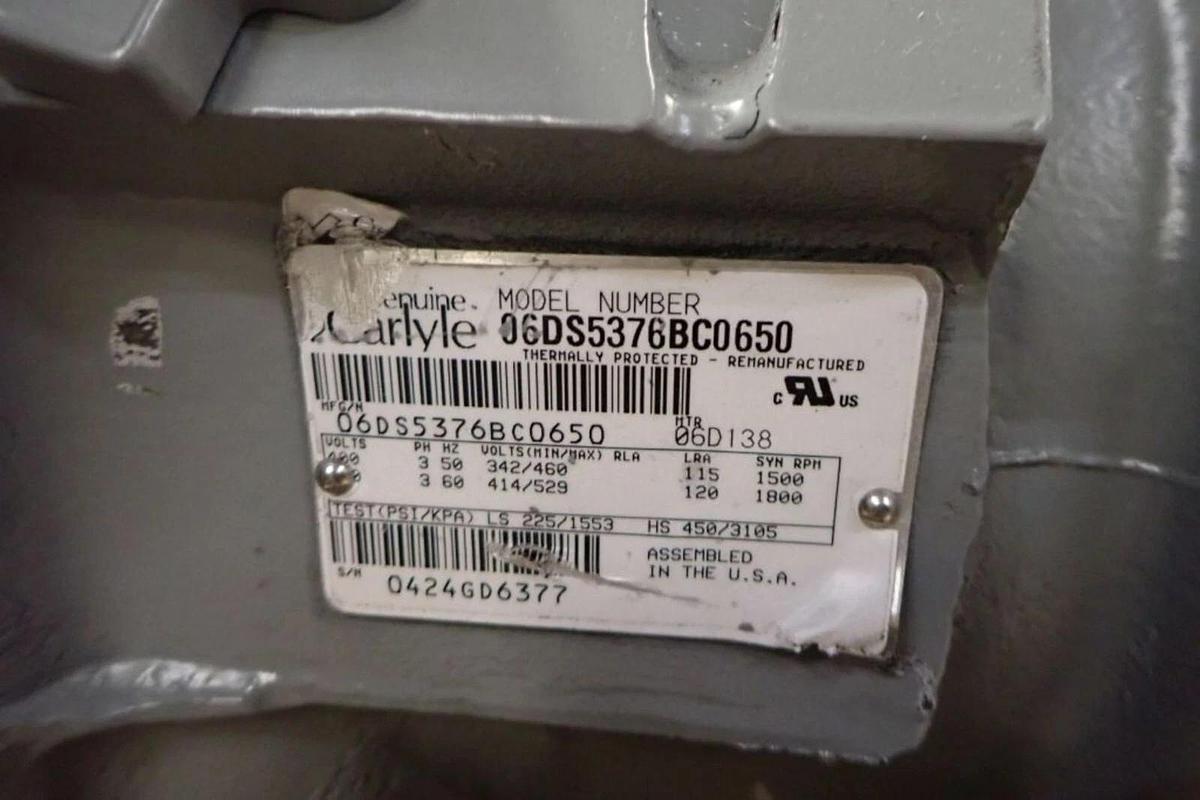 enuine MODEL NUMBER
Carlyle 06DS5376BC0650
THERMALLY PROTECTED - REMANUFACTURED
C RU US
MFG/N
06DS5376BC0650
MTR
06D138
VOLTS PH HZ VOLTS(MIN/MAX) RLA LRA SYN RPM
3 50 342/460 115 1500
3 60 414/529 120 1800
TEST(PSI/KPA) LS 225/1553 HS 450/3105
ASSEMBLED
IN THE U.S.A.
S/N
0424GD6377